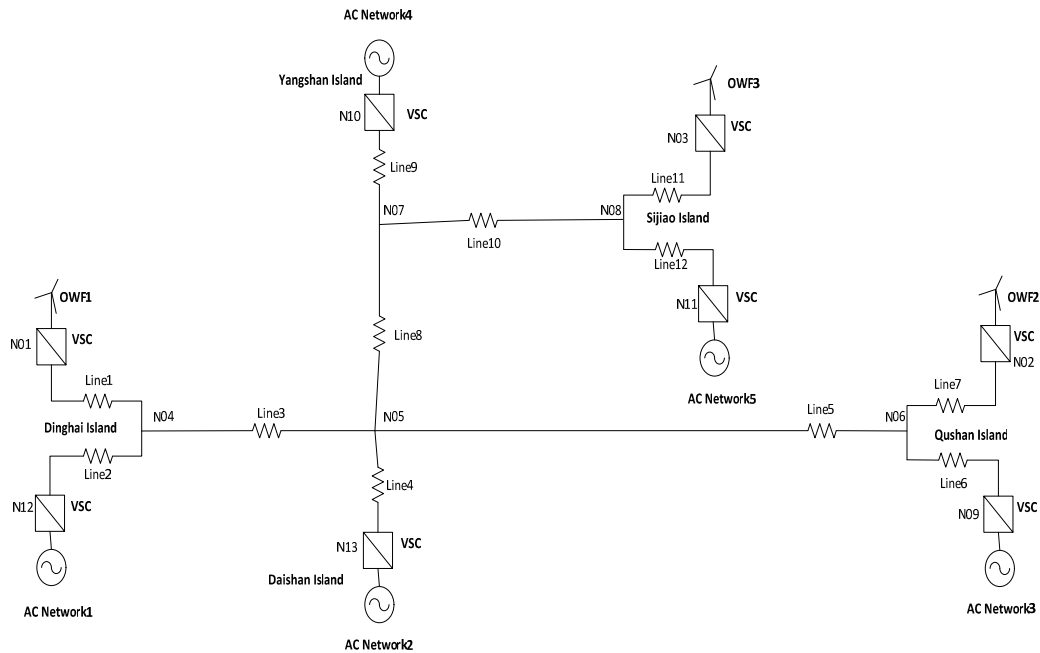 AC Network4
Yangshan Island
N10
VSC
Line9
N07
OWF3
N03
VSC
Line11
N08
Sijiao Island
Line10
Line12
N11
VSC
AC Network5
OWF1
VSC
N01
Line1
N04
Dinghai Island
Line2
N12
VSC
AC Network1
Line8
Line3
N05
Line4
N13
VSC
Daishan Island
AC Network2
OWF2
VSC
N02
Line7
Line5
N06
Qushan Island
Line6
N09
VSC
AC Network3